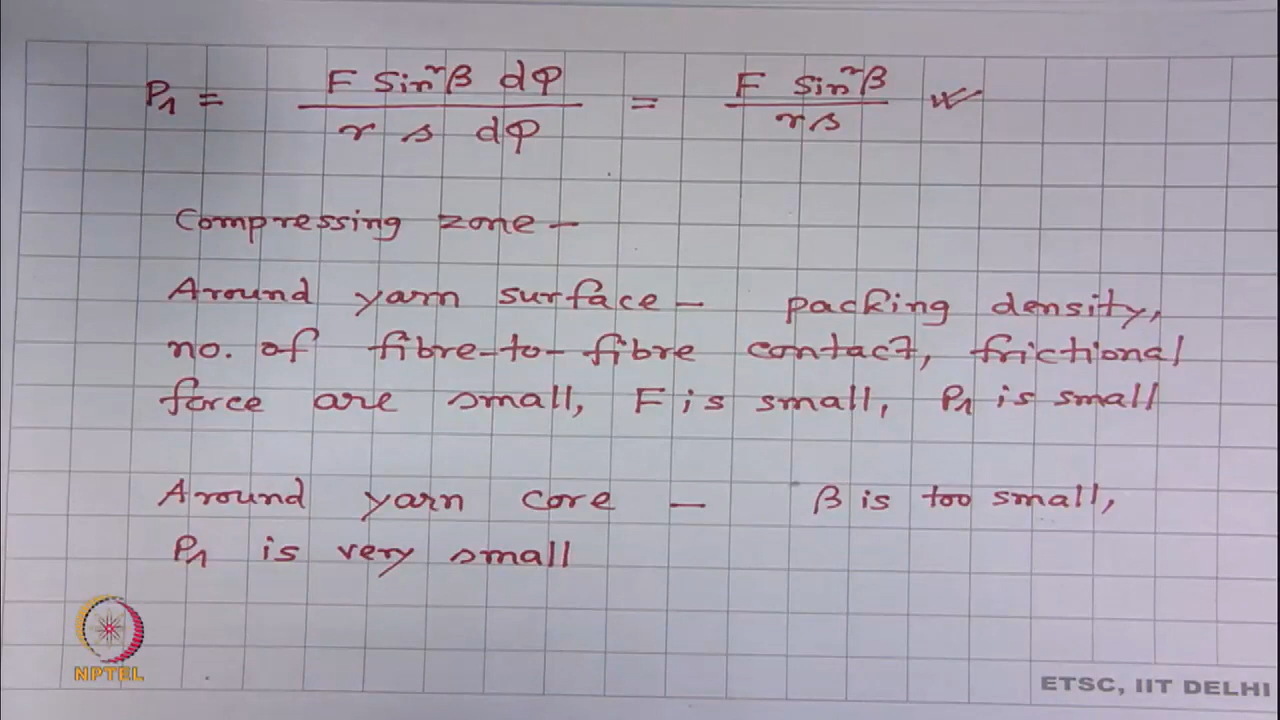 P₁ = F Sin²β dφ / r s dφ = F Sin²β / r s
Compressing zone –
Around yarn surface – packing density,
no. of fibre-to-fibre contact, frictional
force are small, F is small, P₁ is small
Around yarn core – β is too small,
P₁ is very small
NPTEL
ETSC, IIT DELHI